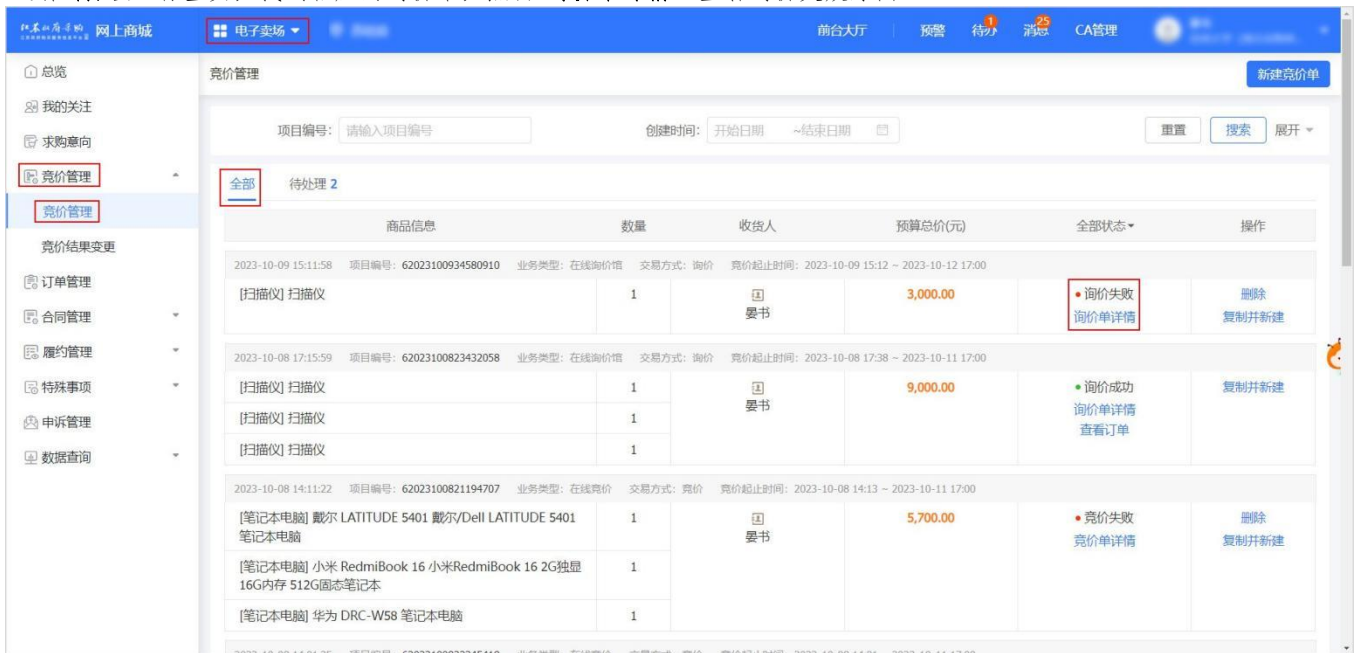 网上商城 电子卖场 前台大厅 预警 待办 1 消息 25 CA管理
总览
我的关注
求购意向
竞价管理
竞价管理
竞价结果变更
订单管理
合同管理
履约管理
特殊事项
申诉管理
数据查询
竞价管理 新建竞价单
项目编号: 请输入项目编号 创建时间: 开始日期 ~结束日期 重置 搜索 展开
全部 待处理 2
商品信息 数量 收货人 预算总价(元) 全部状态 操作
2023-10-09 15:11:58 项目编号: 62023100934580910 业务类型: 在线询价馆 交易方式: 询价 竞价起止时间: 2023-10-09 15:12 ~ 2023-10-12 17:00
[扫描仪] 扫描仪 1 晏书 3,000.00 询价失败 删除
询价单详情 复制并新建
2023-10-08 17:15:59 项目编号: 62023100823432058 业务类型: 在线询价馆 交易方式: 询价 竞价起止时间: 2023-10-08 17:38 ~ 2023-10-11 17:00
[扫描仪] 扫描仪 1 晏书 9,000.00 询价成功 复制并新建
[扫描仪] 扫描仪 1 询价单详情
查看订单
[扫描仪] 扫描仪 1
2023-10-08 14:11:22 项目编号: 62023100821194707 业务类型: 在线竞价 交易方式: 竞价 竞价起止时间: 2023-10-08 14:13 ~ 2023-10-11 17:00
[笔记本电脑] 戴尔 LATITUDE 5401 戴尔/Dell LATITUDE 5401 1 晏书 5,700.00 竞价失败 删除
笔记本电脑 竞价单详情 复制并新建
[笔记本电脑] 小米 RedmiBook 16 小米RedmiBook 16 2G独显 1
16G内存 512G固态笔记本
[笔记本电脑] 华为 DRC-W58 笔记本电脑 1